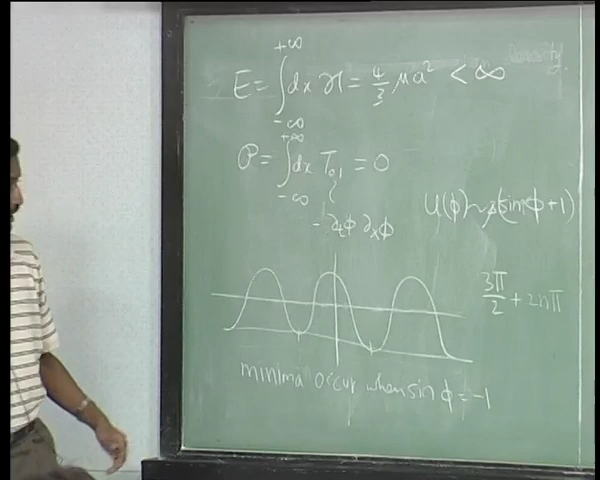 E = ∫_{-∞}^{+∞} dx ℋ = 4/3 μa² < ∞
P = ∫_{-∞}^{+∞} dx T₀₁ = 0
- ∂ₜφ ∂ₓφ
U(φ) ~ (sin φ + 1)
3π/2 + 2nπ
minima occur when sin φ = -1